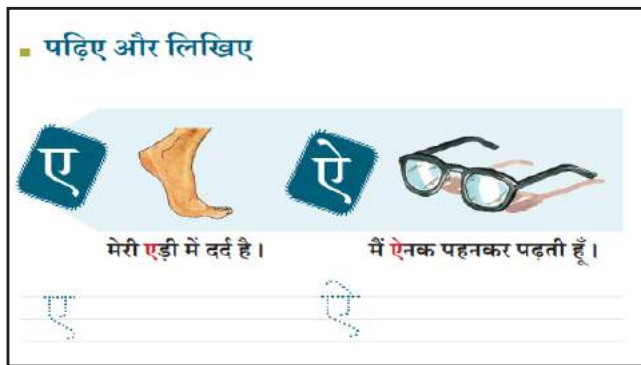 पढ़िए और लिखिए
ए ऐ
मेरी एड़ी में दर्द है। मैं ऐनक पहनकर पढ़ती हूँ।
ए ऐ